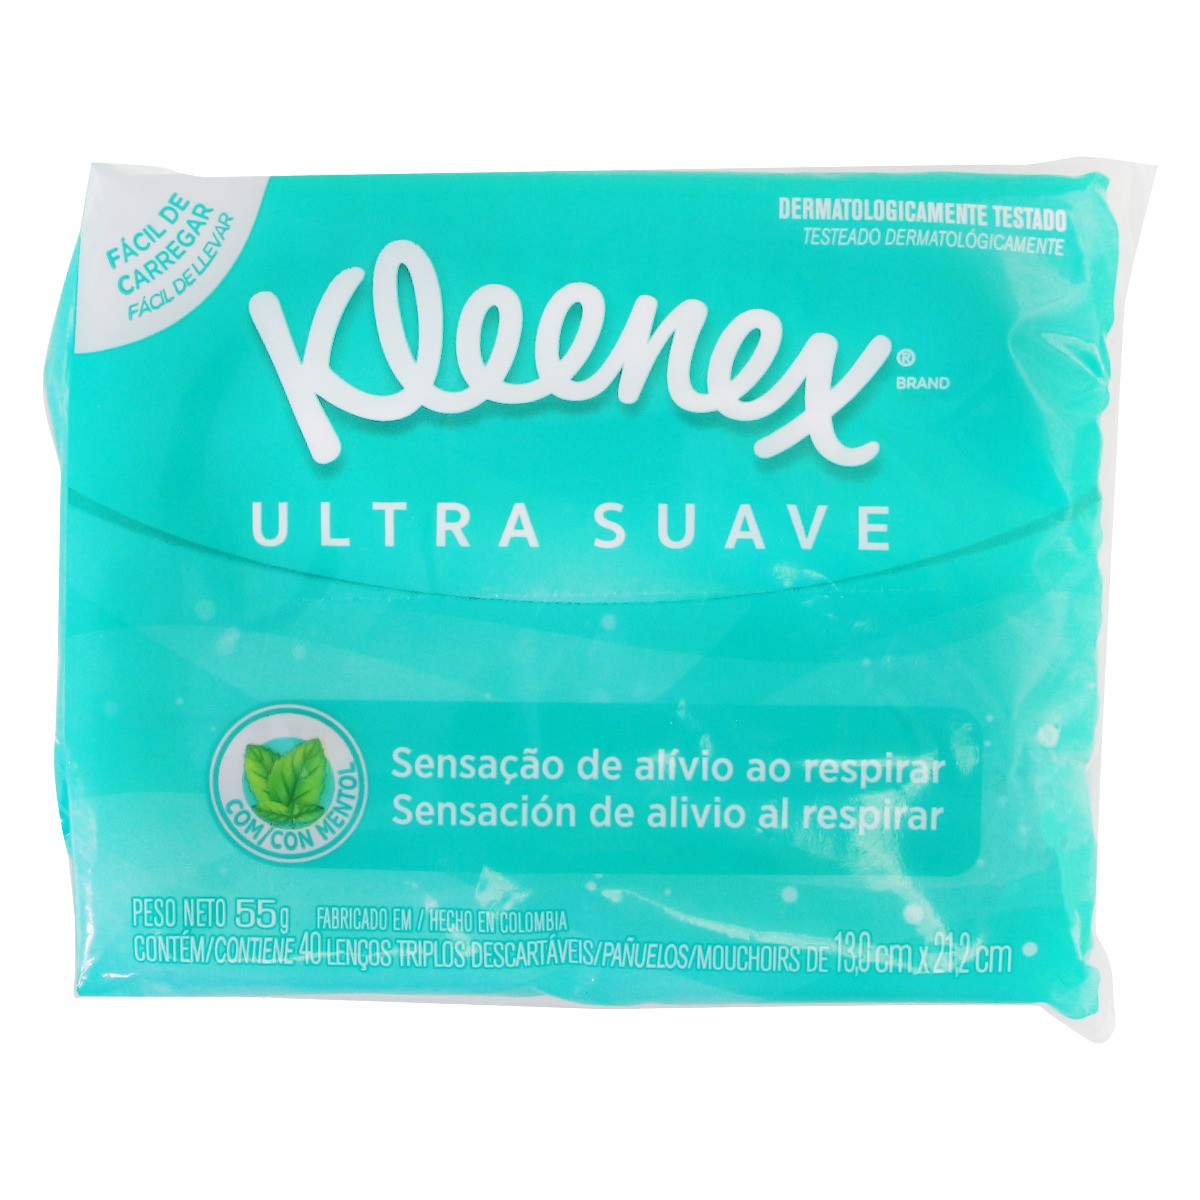 FÁCIL DE
CARREGAR
FÁCIL DE LLEVAR
DERMATOLOGICAMENTE TESTADO
TESTEADO DERMATOLÓGICAMENTE
Kleenex®
BRAND
ULTRA SUAVE
COM/CON MENTOL
Sensação de alívio ao respirar
Sensación de alivio al respirar
PESO NETO 55g FABRICADO EM / HECHO EN COLOMBIA
CONTÉM/CONTIENE 40 LENÇOS TRIPLOS DESCARTÁVEIS/PAÑUELOS/MOUCHOIRS DE 13,0 cm x 21,2 cm